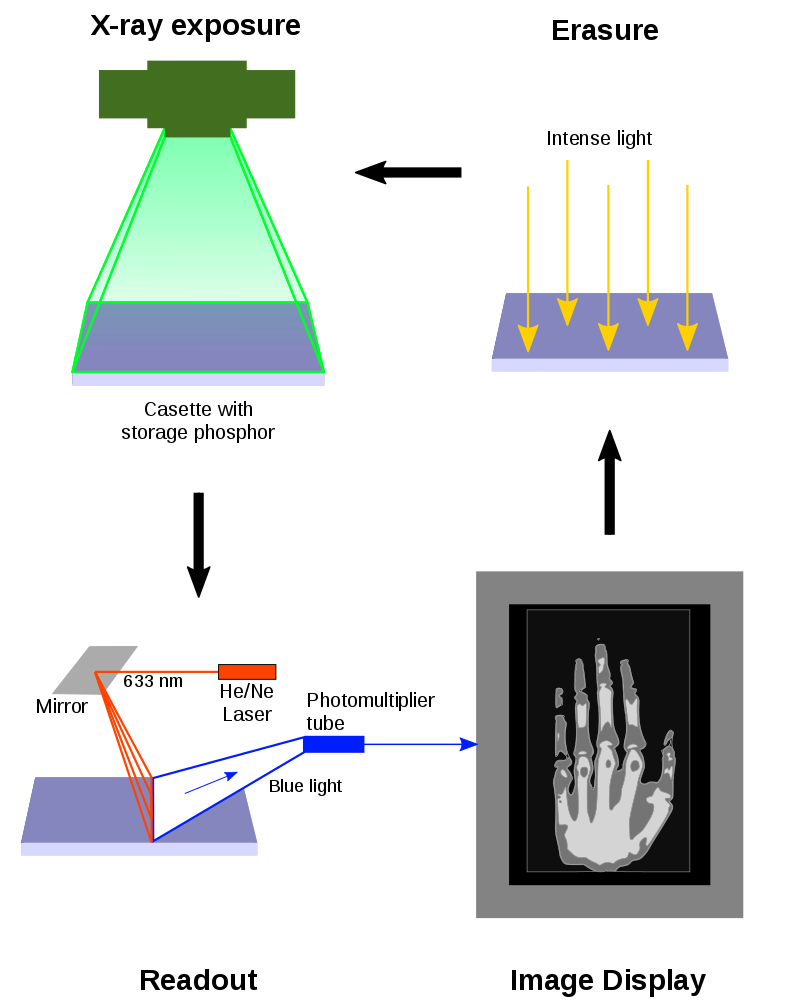 X-ray exposure
Erasure
Intense light
Casette with
storage phosphor
633 nm
Mirror
He/Ne
Laser
Photomultiplier
tube
Blue light
Readout
Image Display